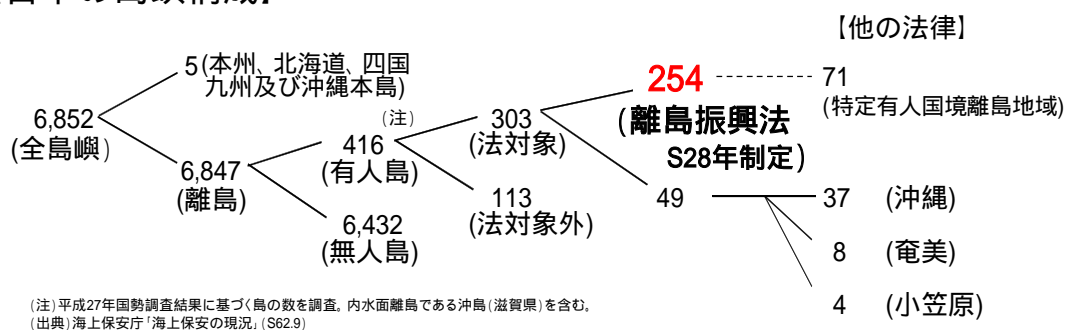 【他の法律】
5(本州、北海道、四国
九州及び沖縄本島)
254
71
(特定有人国境離島地域)
6,852
(全島嶼)
(注)
416
(有人島)
303
(法対象)
(離島振興法
S28年制定)
6,847
(離島)
113
(法対象外)
49
37 (沖縄)
6,432
(無人島)
8 (奄美)
4 (小笠原)
(注)平成27年国勢調査結果に基づく島の数を調査。内水面離島である沖島(滋賀県)を含む。
(出典)海上保安庁「海上保安の現況」(S62.9)